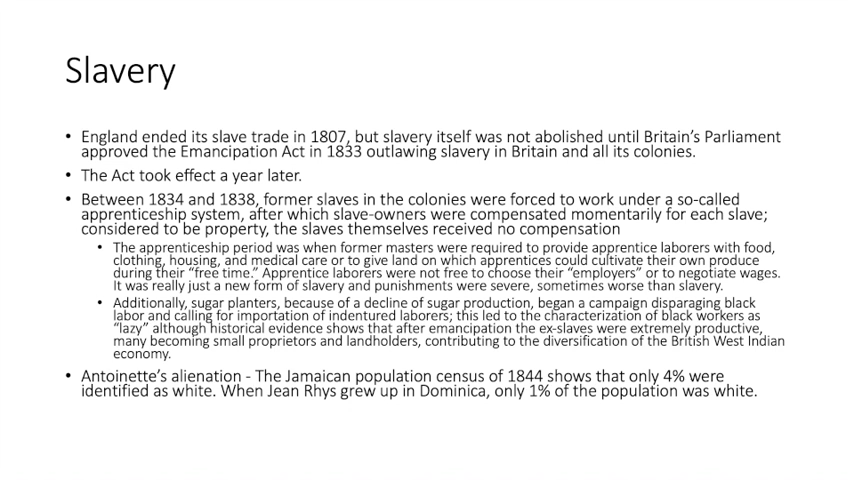 Slavery
• England ended its slave trade in 1807, but slavery itself was not abolished until Britain's Parliament
approved the Emancipation Act in 1833 outlawing slavery in Britain and all its colonies.
• The Act took effect a year later.
• Between 1834 and 1838, former slaves in the colonies were forced to work under a so-called
apprenticeship system, after which slave-owners were compensated momentarily for each slave;
considered to be property, the slaves themselves received no compensation
• The apprenticeship period was when former masters were required to provide apprentice laborers with food,
clothing, housing, and medical care or to give land on which apprentices could cultivate their own produce
during their “free time.” Apprentice laborers were not free to choose their “employers” or to negotiate wages.
It was really just a new form of slavery and punishments were severe, sometimes worse than slavery.
• Additionally, sugar planters, because of a decline of sugar production, began a campaign disparaging black
labor and calling for importation of indentured laborers; this led to the characterization of black workers as
“lazy” although historical evidence shows that after emancipation the ex-slaves were extremely productive,
many becoming small proprietors and landholders, contributing to the diversification of the British West Indian
economy.
• Antoinette's alienation - The Jamaican population census of 1844 shows that only 4% were
identified as white. When Jean Rhys grew up in Dominica, only 1% of the population was white.